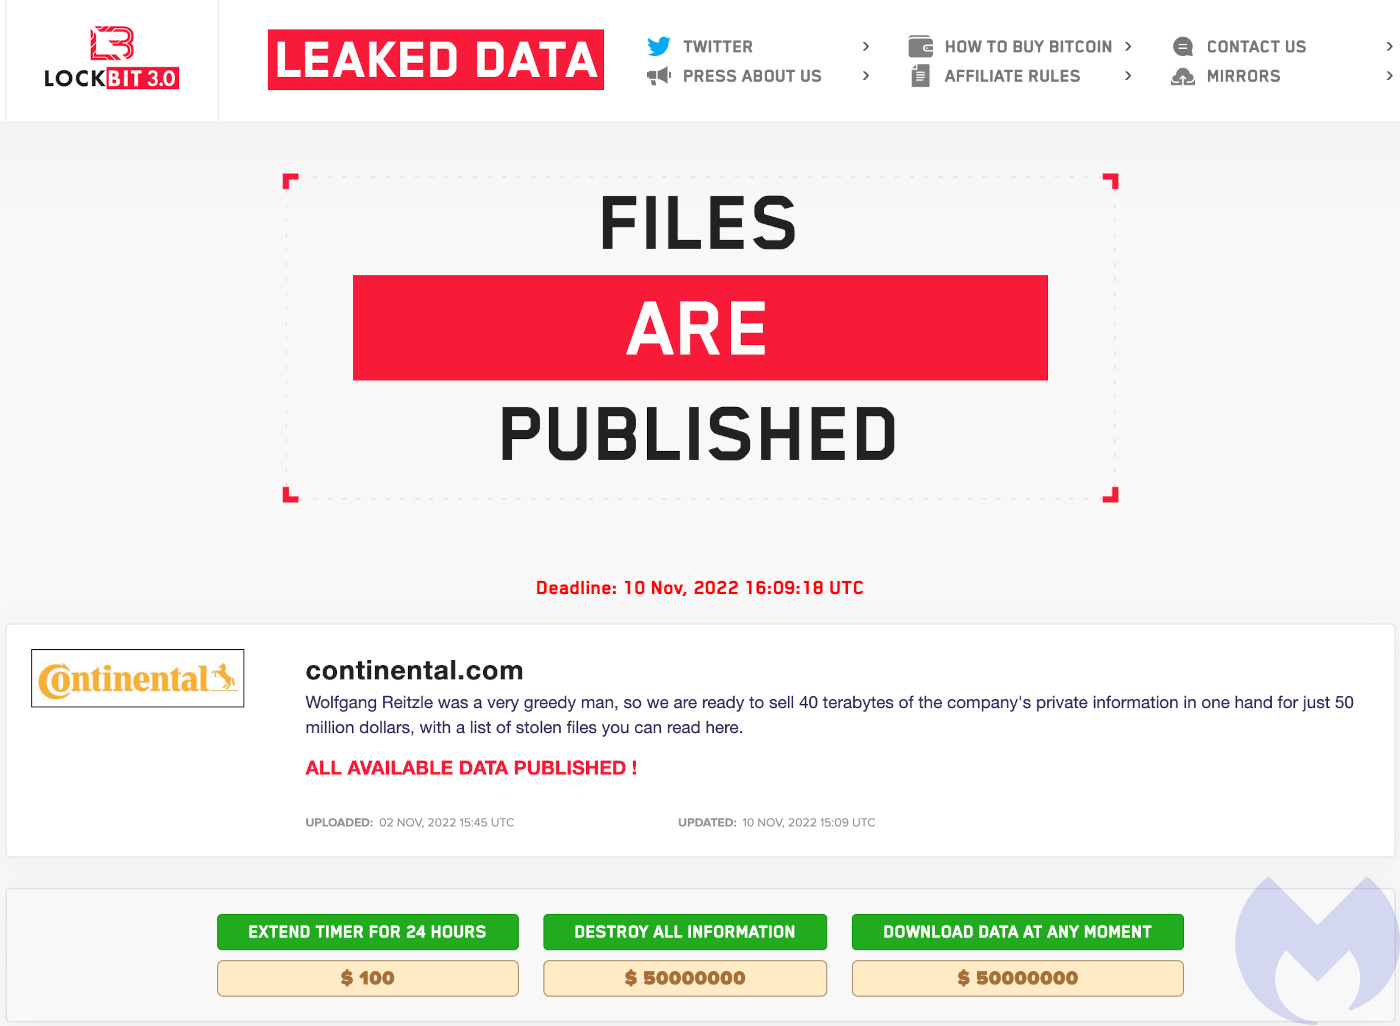 LOCKBIT 3.0
LEAKED DATA
TWITTER
PRESS ABOUT US
HOW TO BUY BITCOIN
AFFILIATE RULES
CONTACT US
MIRRORS
FILES
ARE
PUBLISHED
Deadline: 10 Nov, 2022 16:09:18 UTC
Continental
continental.com
Wolfgang Reitzle was a very greedy man, so we are ready to sell 40 terabytes of the company's private information in one hand for just 50
million dollars, with a list of stolen files you can read here.
ALL AVAILABLE DATA PUBLISHED !
UPLOADED: 02 NOV, 2022 15:45 UTC
UPDATED: 10 NOV, 2022 15:09 UTC
EXTEND TIMER FOR 24 HOURS
$ 100
DESTROY ALL INFORMATION
$ 50000000
DOWNLOAD DATA AT ANY MOMENT
$ 50000000